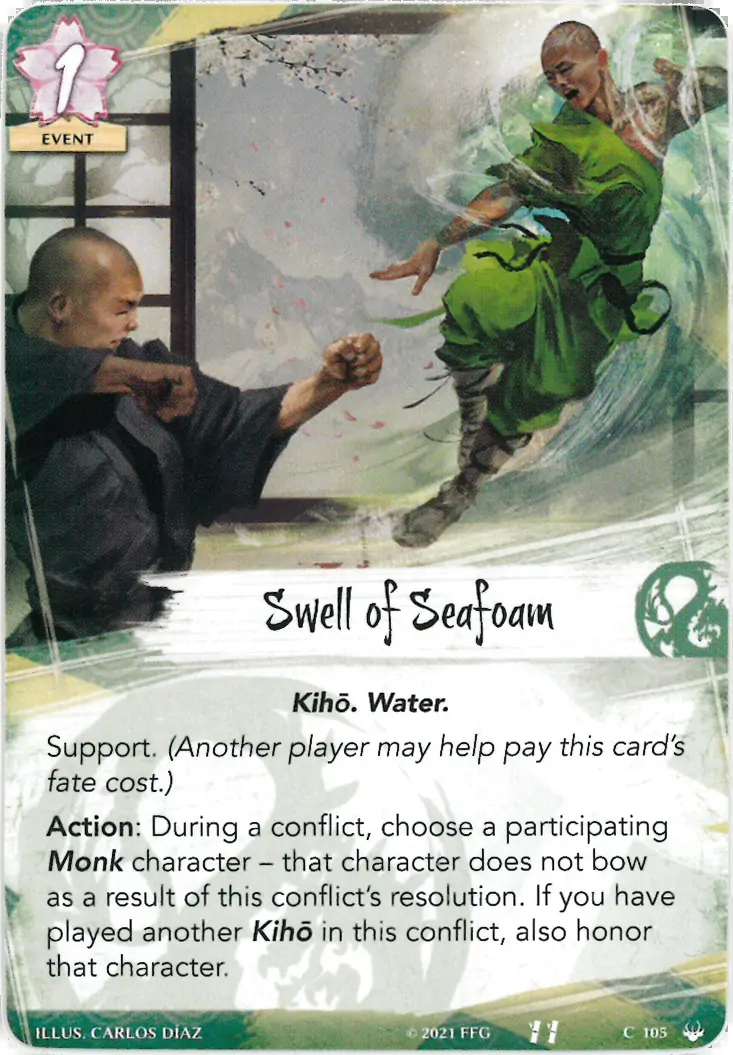 1
EVENT
Swell of Seafoam
Kihō. Water.
Support. (Another player may help pay this card's
fate cost.)
Action: During a conflict, choose a participating
Monk character – that character does not bow
as a result of this conflict's resolution. If you have
played another Kihō in this conflict, also honor
that character.
ILLUS. CARLOS DÍAZ
© 2021 FFG
C 105